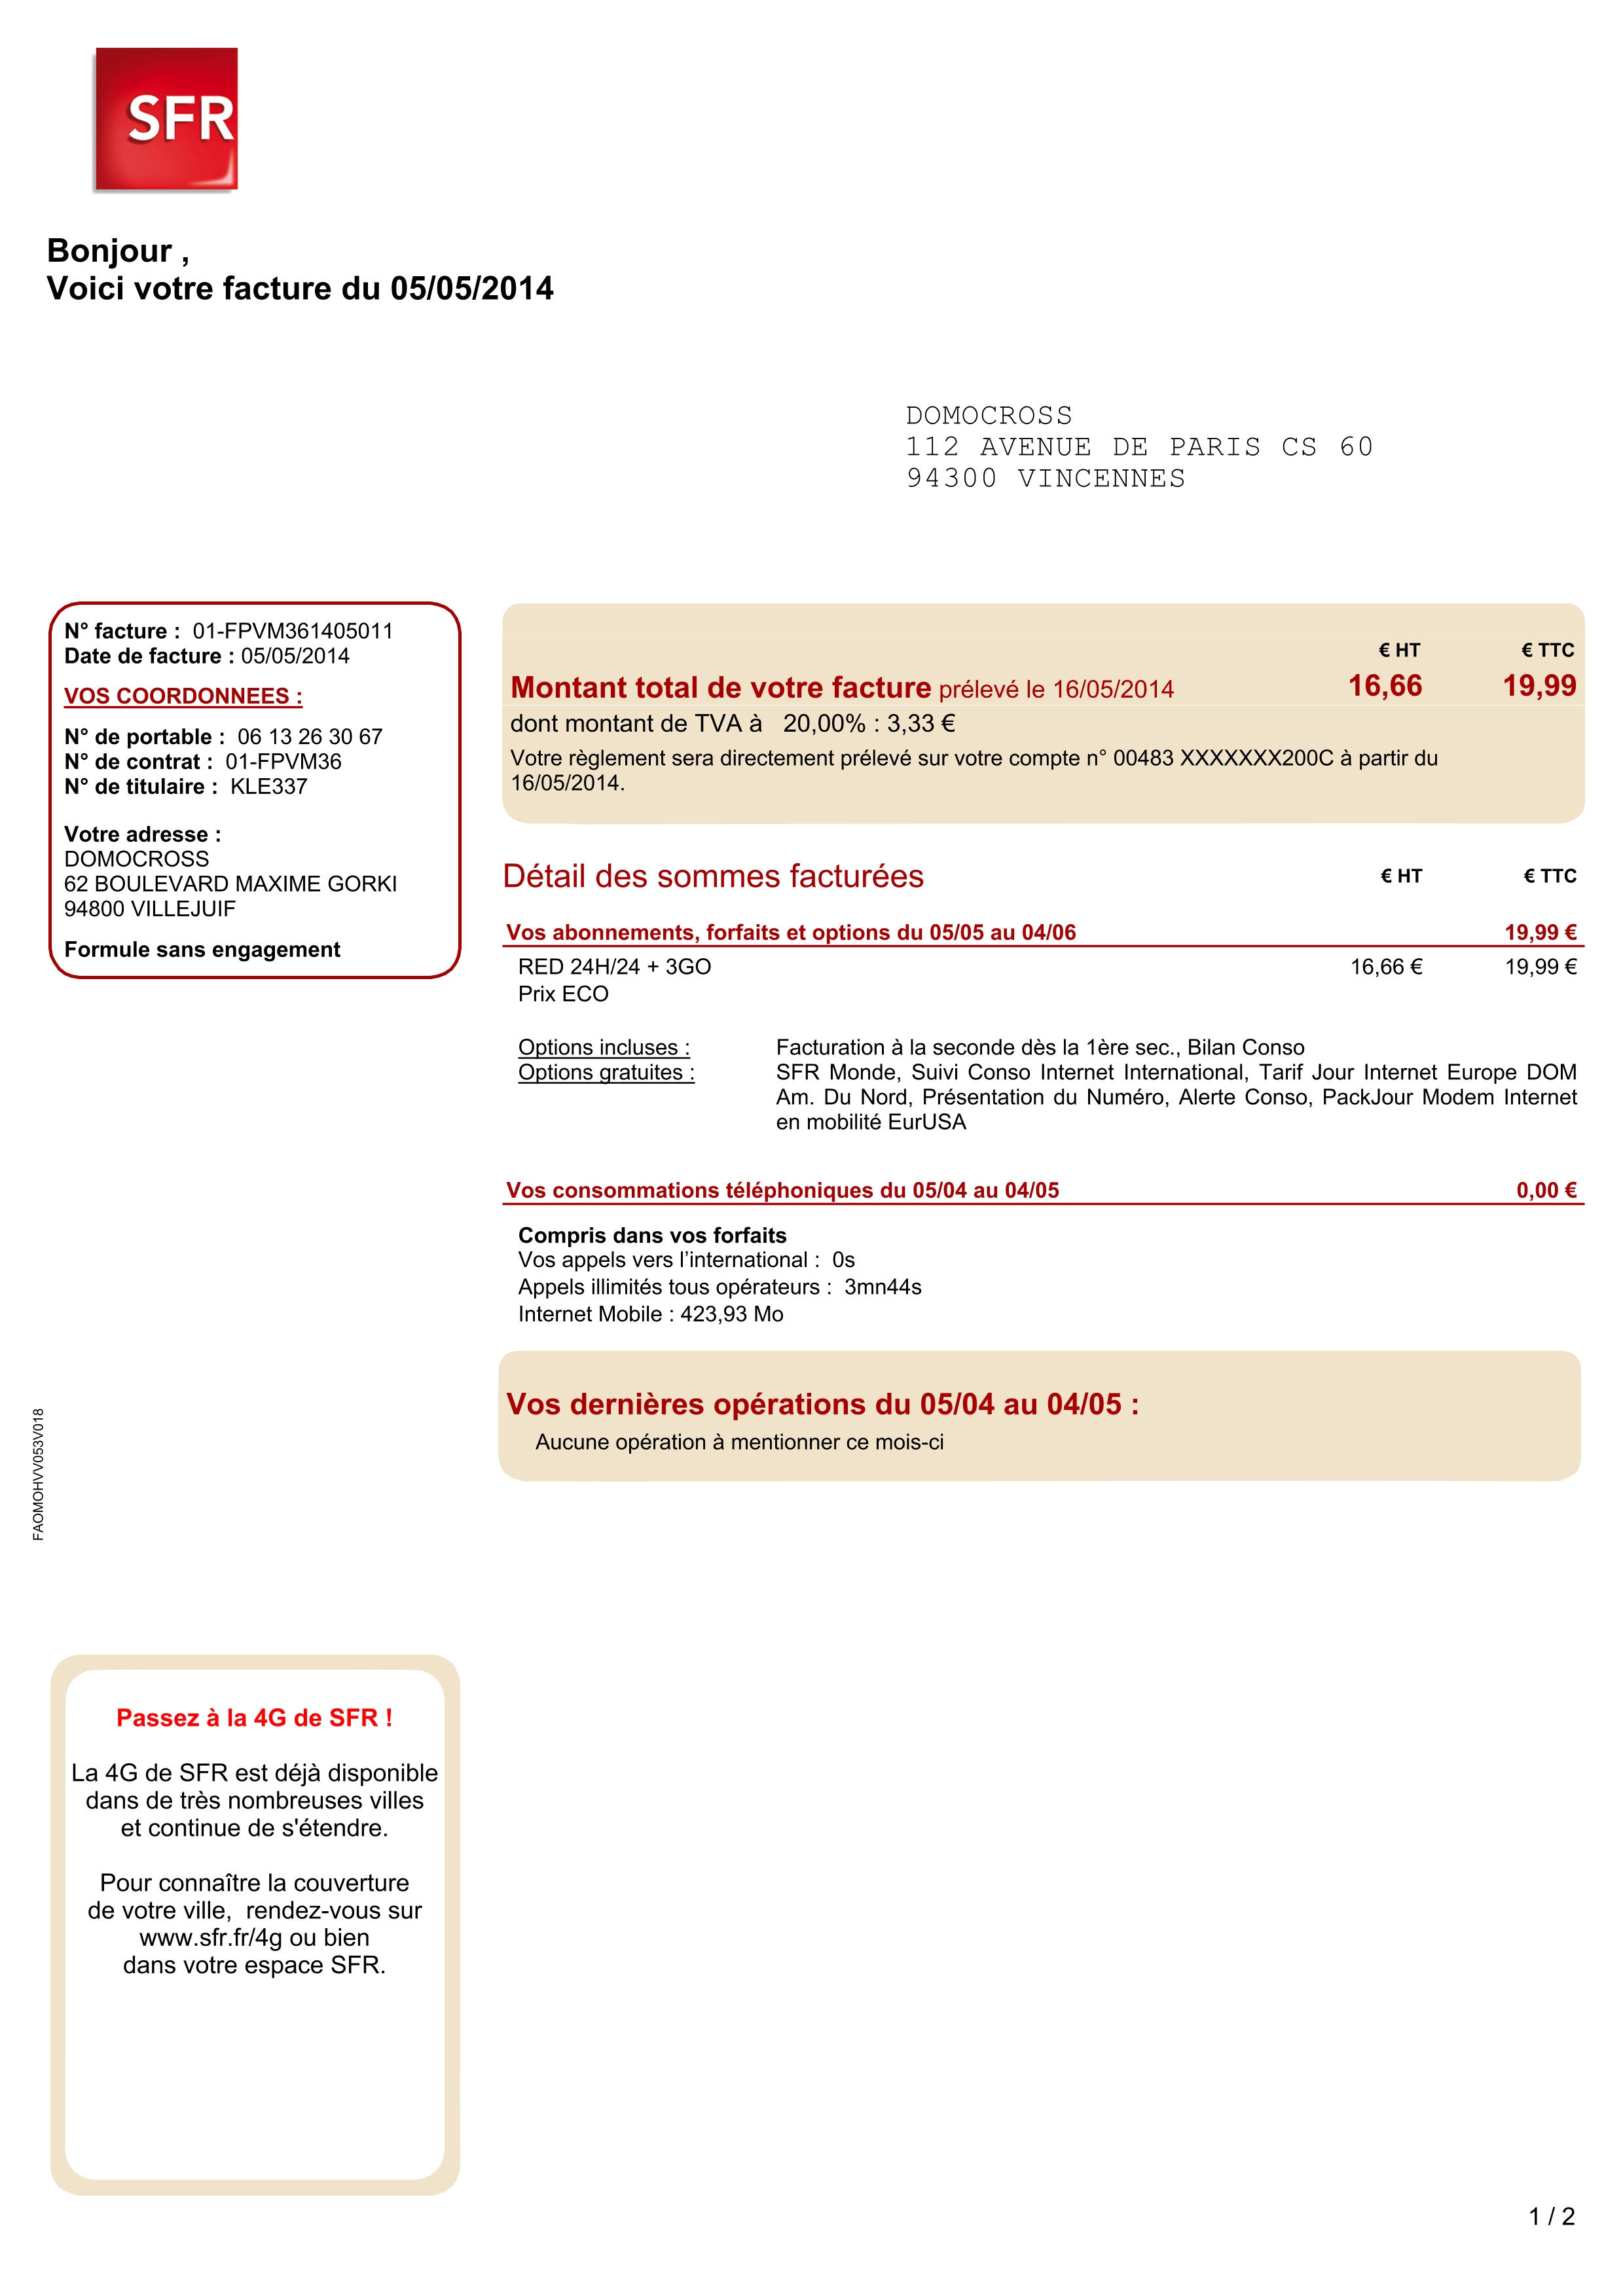 SFR
Bonjour ,
Voici votre facture du 05/05/2014
DOMOCROSS
112 AVENUE DE PARIS CS 60
94300 VINCENNES
N° facture : 01-FPVM361405011
Date de facture : 05/05/2014
VOS COORDONNEES :
N° de portable : 06 13 26 30 67
N° de contrat : 01-FPVM36
N° de titulaire : KLE337
Votre adresse :
DOMOCROSS
62 BOULEVARD MAXIME GORKI
94800 VILLEJUIF
Formule sans engagement
€ HT € TTC
Montant total de votre facture prélevé le 16/05/2014 16,66 19,99
dont montant de TVA à 20,00% : 3,33 €
Votre règlement sera directement prélevé sur votre compte n° 00483 XXXXXXX200C à partir du
16/05/2014.
Détail des sommes facturées € HT € TTC
Vos abonnements, forfaits et options du 05/05 au 04/06 19,99 €
RED 24H/24 + 3GO 16,66 € 19,99 €
Prix ECO
Options incluses : Facturation à la seconde dès la 1ère sec., Bilan Conso
Options gratuites : SFR Monde, Suivi Conso Internet International, Tarif Jour Internet Europe DOM
Am. Du Nord, Présentation du Numéro, Alerte Conso, PackJour Modem Internet
en mobilité EurUSA
Vos consommations téléphoniques du 05/04 au 04/05 0,00 €
Compris dans vos forfaits
Vos appels vers l’international : 0s
Appels illimités tous opérateurs : 3mn44s
Internet Mobile : 423,93 Mo
Vos dernières opérations du 05/04 au 04/05 :
Aucune opération à mentionner ce mois-ci
FAOMOHVV053V018
Passez à la 4G de SFR !
La 4G de SFR est déjà disponible
dans de très nombreuses villes
et continue de s'étendre.
Pour connaître la couverture
de votre ville, rendez-vous sur
www.sfr.fr/4g ou bien
dans votre espace SFR.
1 / 2